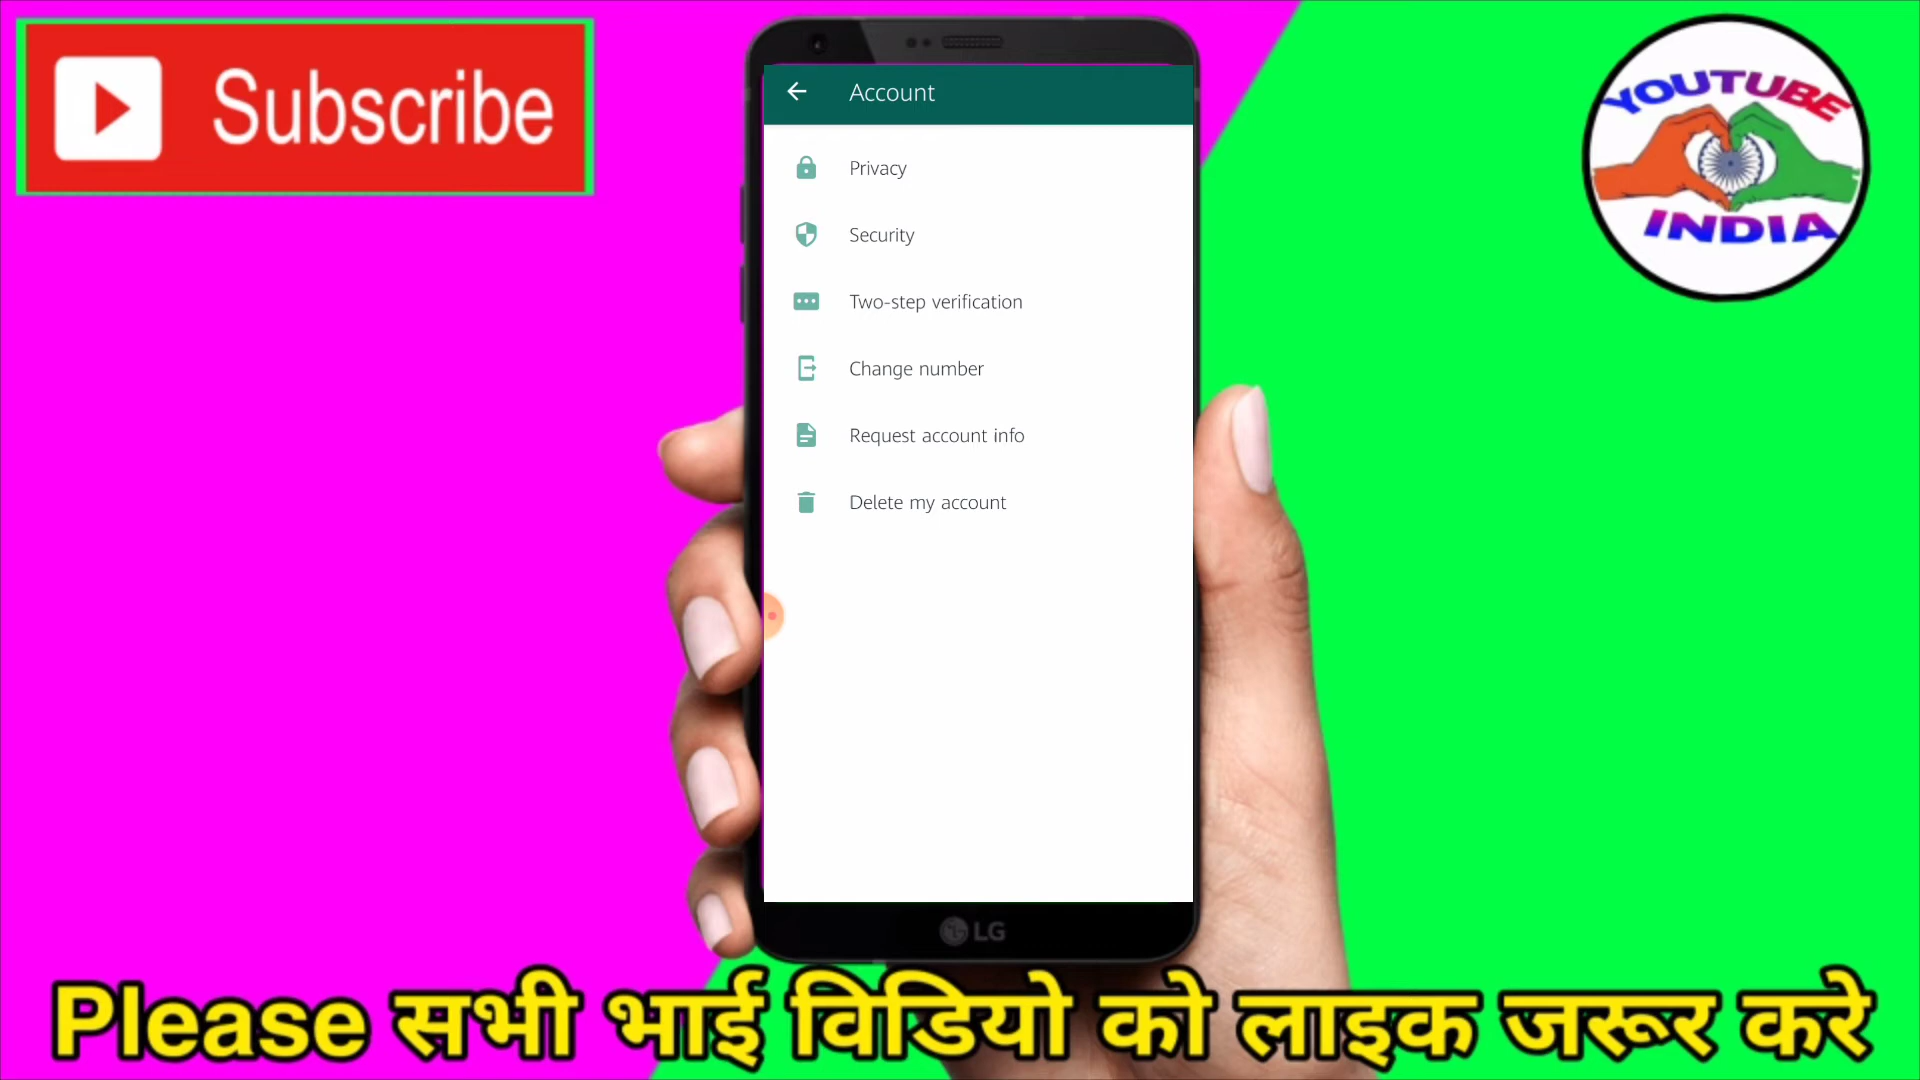 Subscribe
YOUTUBE
INDIA
Account
Privacy
Security
Two-step verification
Change number
Request account info
Delete my account
LG
Please सभी भाई विडियो को लाइक जरूर करे